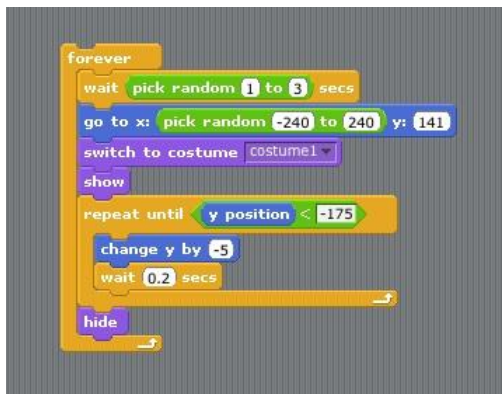 forever
wait pick random 1 to 3 secs
go to x: pick random -240 to 240 y: 141
switch to costume costume1
show
repeat until y position < -175
change y by -5
wait 0.2 secs
hide